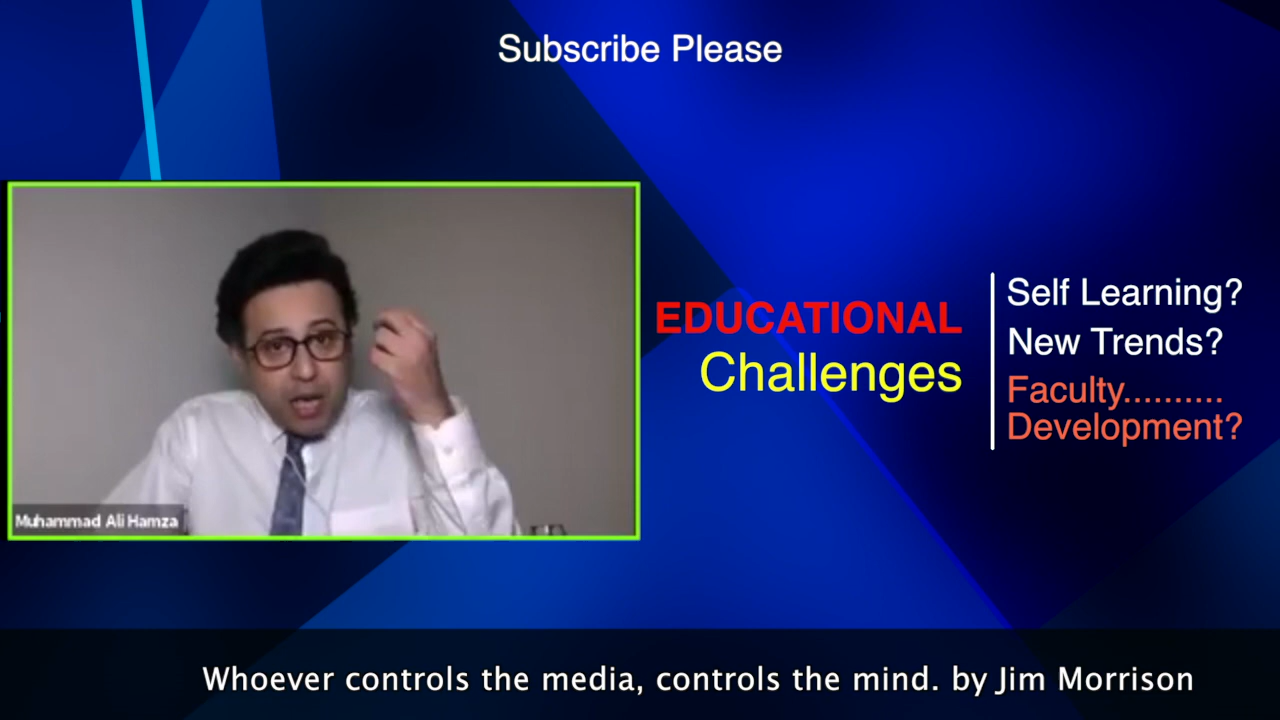 Subscribe Please
EDUCATIONAL
Challenges
Self Learning?
New Trends?
Faculty..........
Development?
Muhammad Ali Hamza
Whoever controls the media, controls the mind. by Jim Morrison